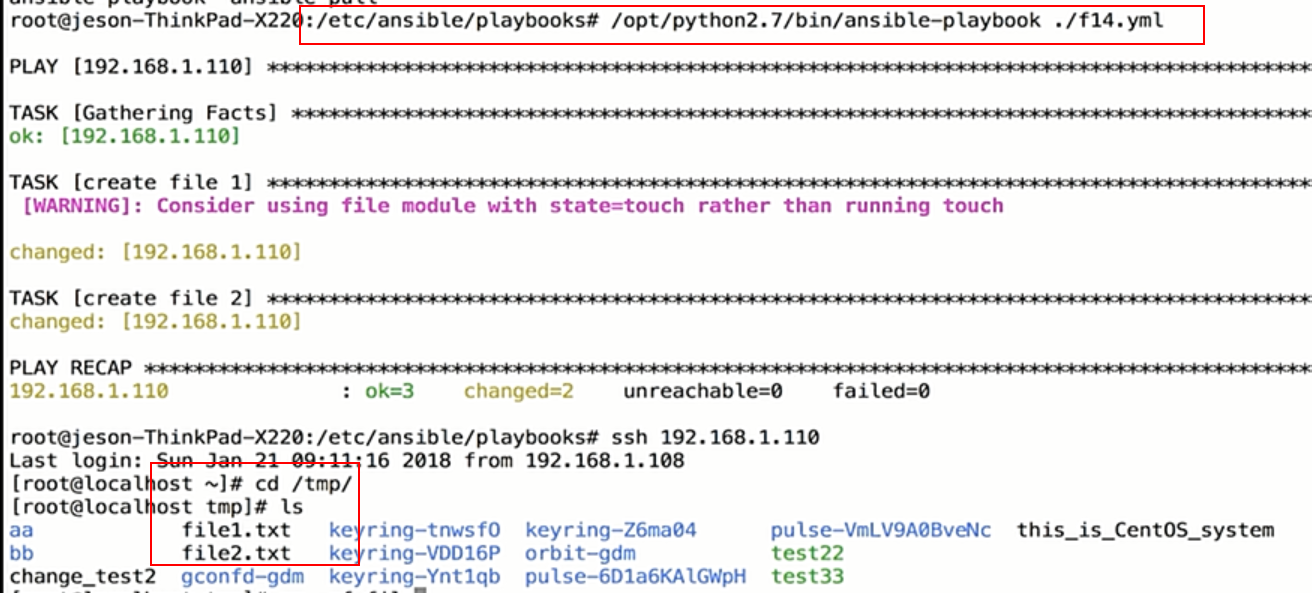 ansible-playbook ansible-pull
root@jeson-ThinkPad-X220:/etc/ansible/playbooks# /opt/python2.7/bin/ansible-playbook ./f14.yml
PLAY [192.168.1.110] *************************************************************************************
TASK [Gathering Facts] ***********************************************************************************
ok: [192.168.1.110]
TASK [create file 1] *************************************************************************************
[WARNING]: Consider using file module with state=touch rather than running touch
changed: [192.168.1.110]
TASK [create file 2] *************************************************************************************
changed: [192.168.1.110]
PLAY RECAP ***********************************************************************************************
192.168.1.110 : ok=3 changed=2 unreachable=0 failed=0
root@jeson-ThinkPad-X220:/etc/ansible/playbooks# ssh 192.168.1.110
Last login: Sun Jan 21 09:11:16 2018 from 192.168.1.108
[root@localhost ~]# cd /tmp/
[root@localhost tmp]# ls
aa file1.txt keyring-tnwsfO keyring-Z6ma04 pulse-VmLV9A0BveNc this_is_CentOS_system
bb file2.txt keyring-VDD16P orbit-gdm test22
change_test2 gconfd-gdm keyring-Ynt1qb pulse-6D1a6KAlGWpH test33